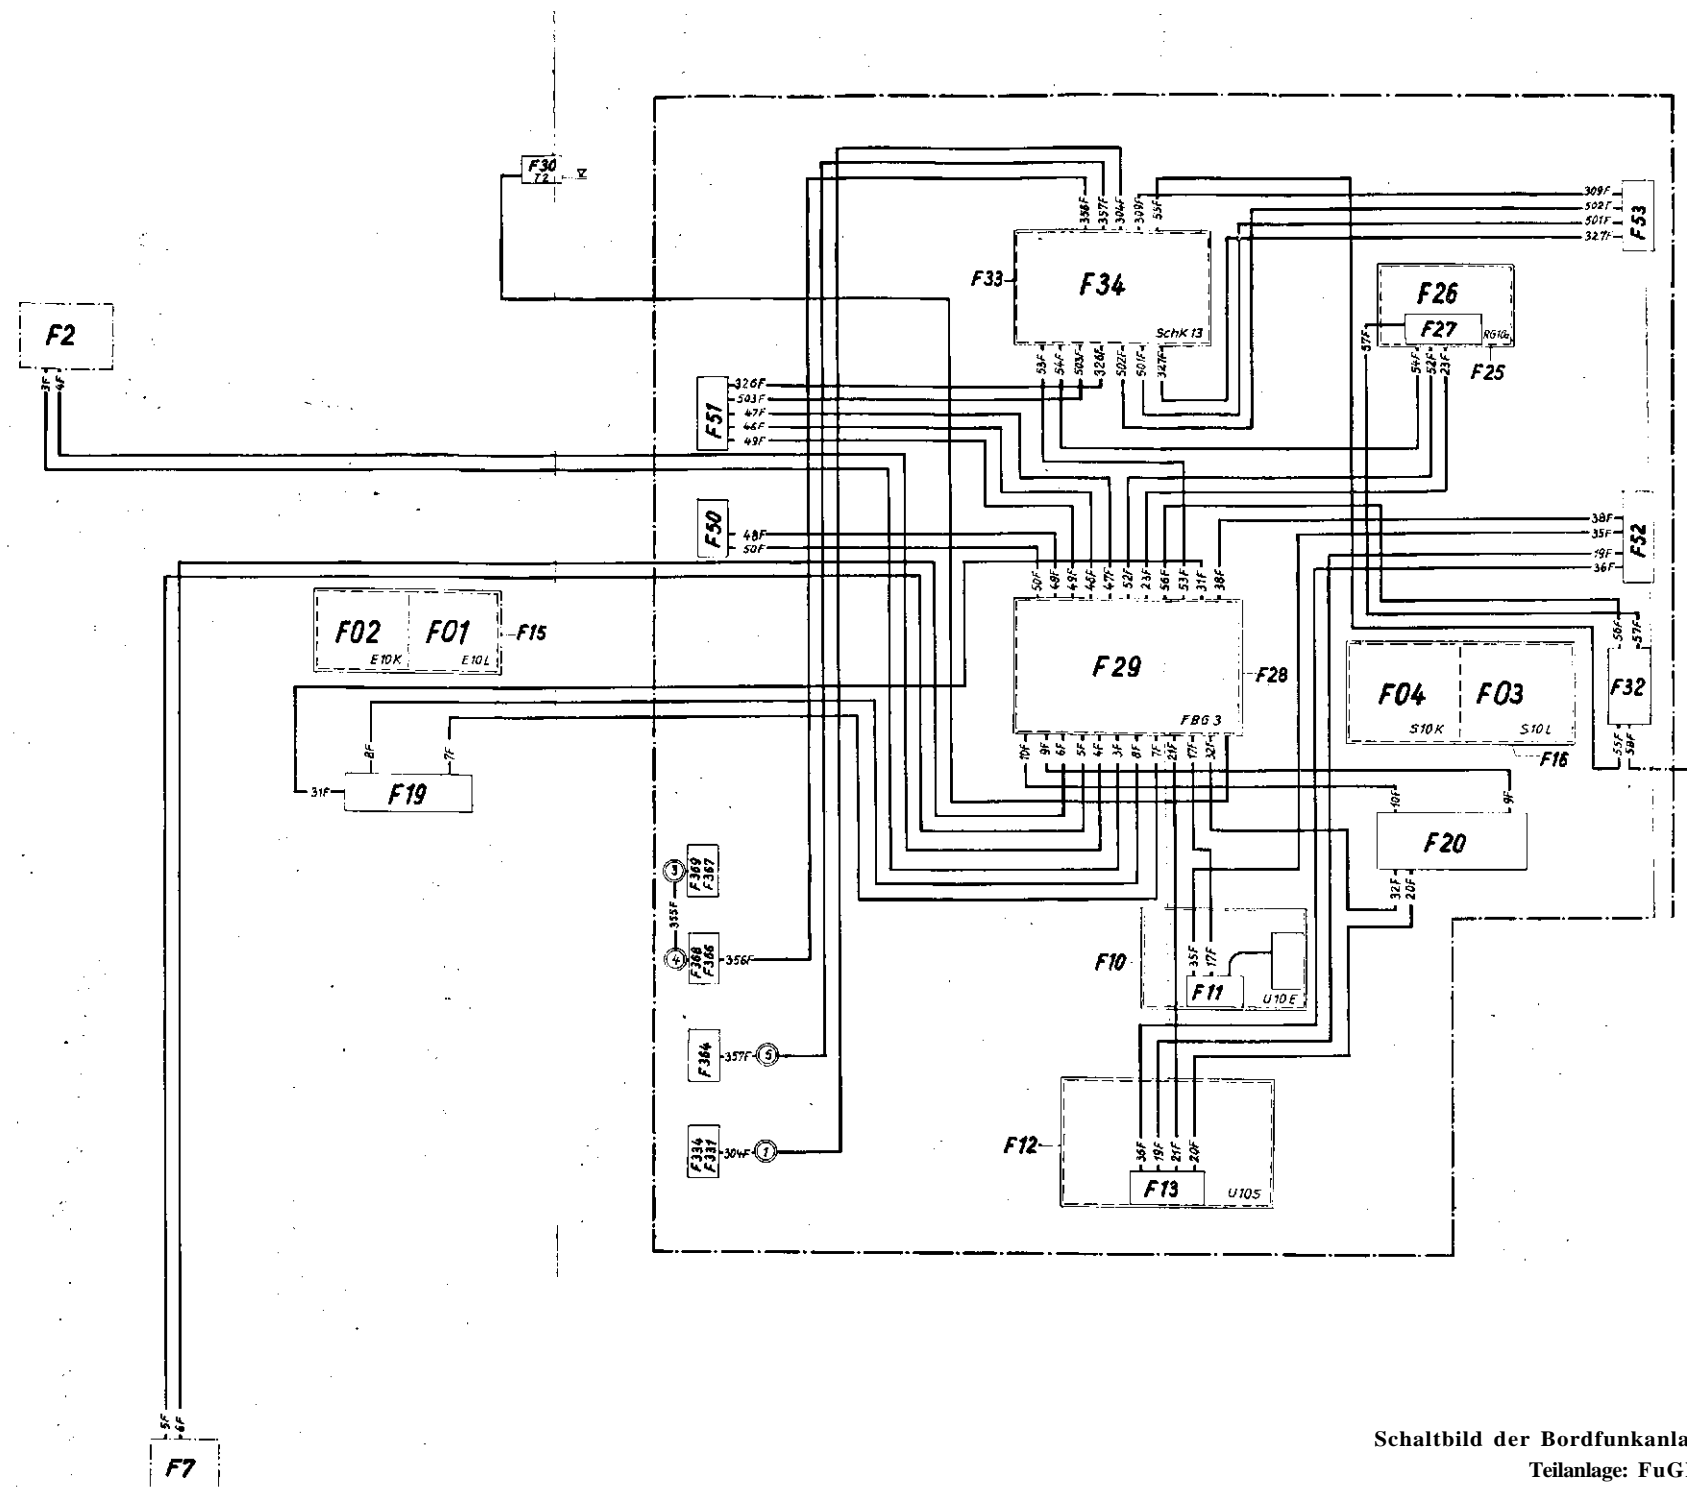 F30
T2
V
356F
357F
304F
309F
55F
309F
502F
501F
327F
F53
F33
F34
SchK 13
F26
F27
RG10a
F25
57F
F2
3F
4F
53F
54F
503F
326F
502F
501F
327F
54F
52F
23F
F51
326F
503F
47F
46F
49F
F50
48F
50F
38F
35F
19F
36F
F52
50F
48F
49F
46F
47F
52F
23F
56F
53F
31F
38F
F02
E10K
F01
E10L
F15
F29
FBG 3
F28
56F
57F
F32
55F
58F
F04
S10K
F03
S10L
F16
8F
7F
31F
F19
10F
9F
6F
5F
4F
3F
8F
7F
21F
17F
32F
10F
9F
F20
32F
20F
3
F369
F367
355F
4
F368
F366
356F
F10
35F
17F
F11
U10E
F364
357F
5
F334
F331
304F
1
F12
36F
19F
21F
20F
F13
U10S
5F
6F
F7
Schaltbild der Bordfunkanla
Teilanlage: FuG